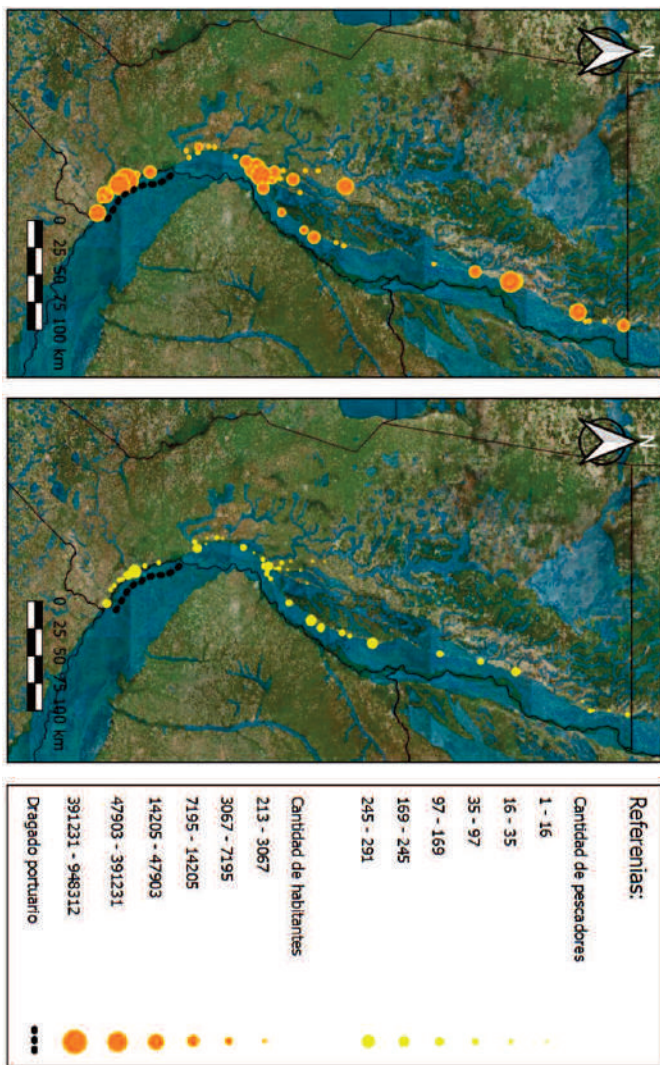 N
0 25 50 75 100 km
N
0 25 50 75 100 km
Referenias:
Cantidad de pescadores
1 - 16
16 - 35
35 - 97
97 - 169
169 - 245
245 - 291
Cantidad de habitantes
213 - 3067
3067 - 7195
7195 - 14205
14205 - 47903
47903 - 391231
391231 - 948312
Dragado portuario